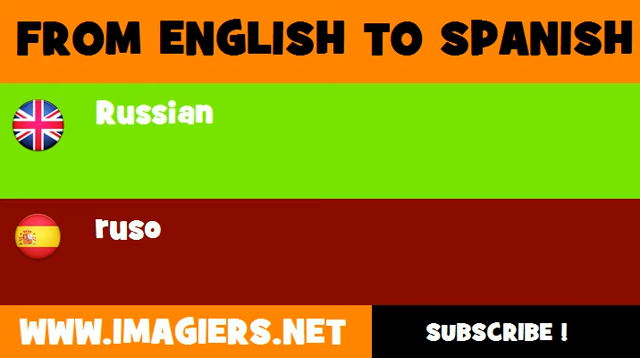 FROM ENGLISH TO SPANISH
Russian
ruso
WWW.IMAGIERS.NET
SUBSCRIBE !